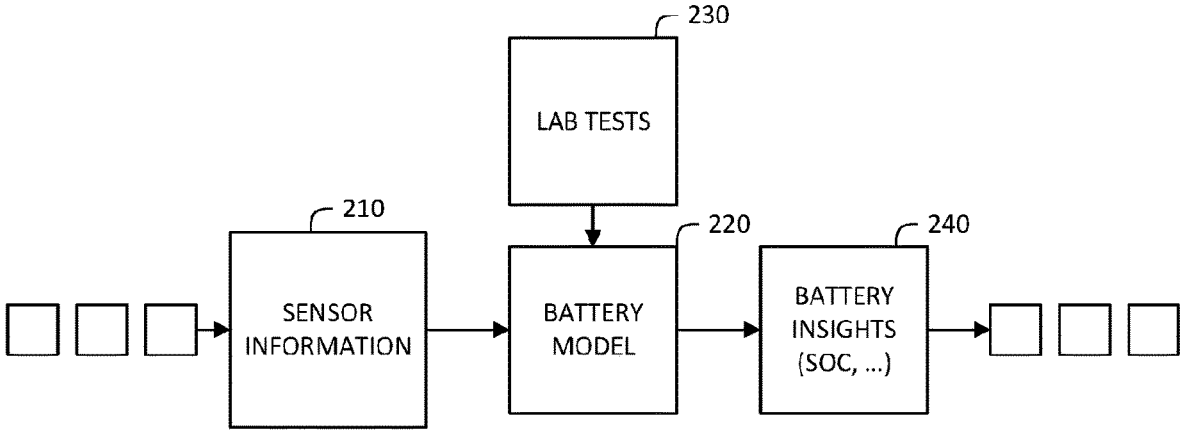 230
LAB TESTS
210
220
240
SENSOR
INFORMATION
BATTERY
MODEL
BATTERY
INSIGHTS
(SOC, ...)